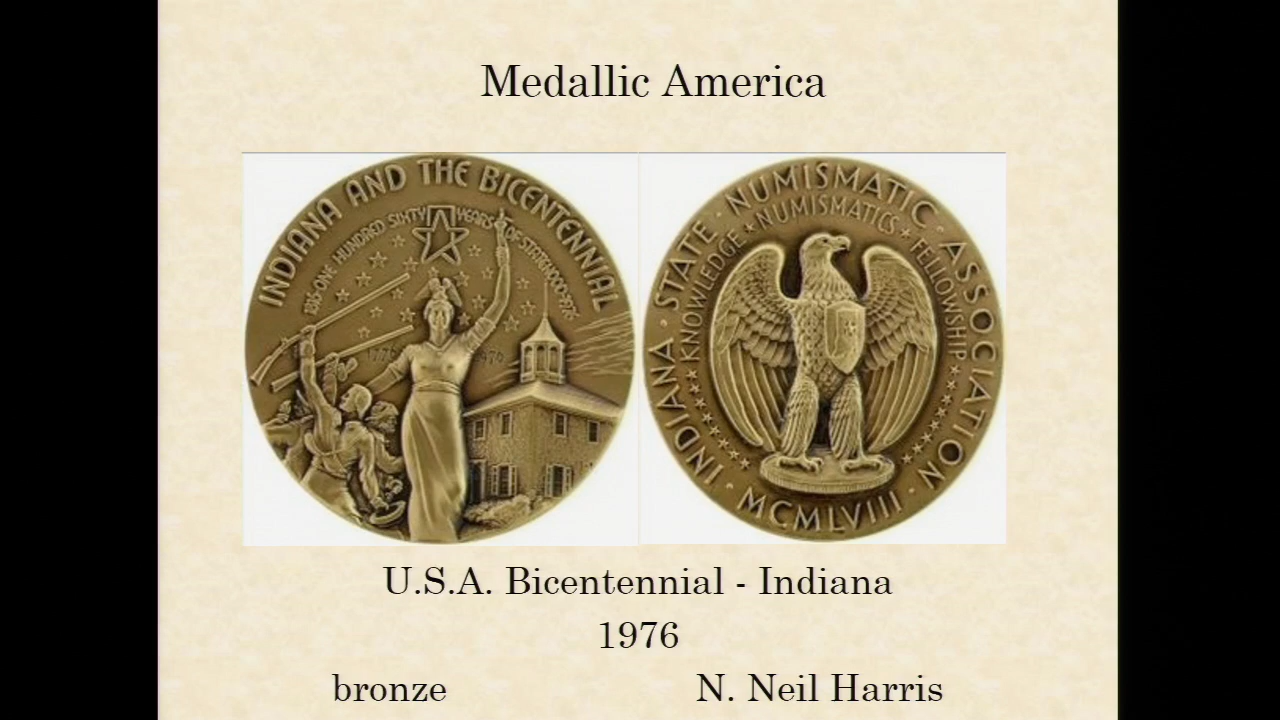 Medallic America
INDIANA AND THE BICENTENNIAL
1816·ONE HUNDRED SIXTY YEARS OF STATEHOOD·1976
1776 1976
INDIANA STATE · NUMISMATIC · ASSOCIATION · MCMLVIII ·
KNOWLEDGE ★ NUMISMATICS ★ FELLOWSHIP
U.S.A. Bicentennial - Indiana
1976
bronze N. Neil Harris